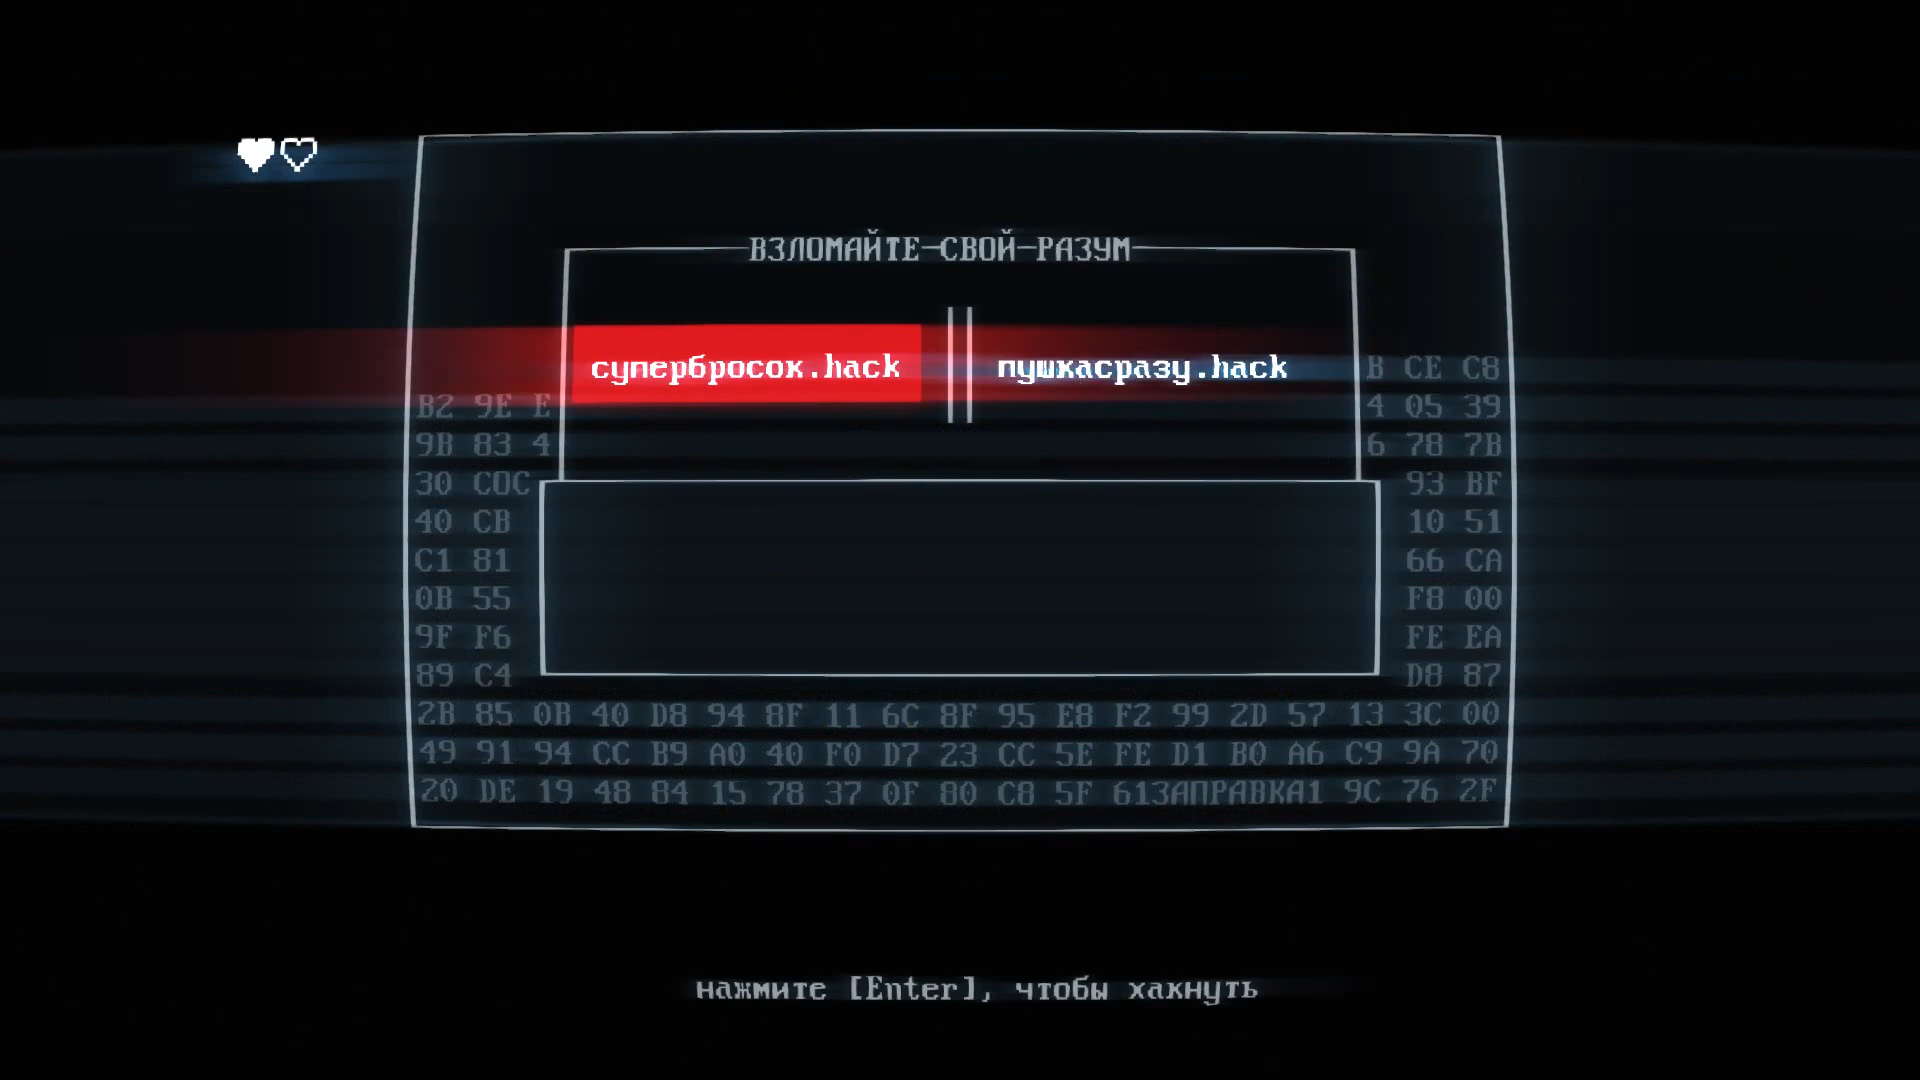 ВЗЛОМАЙТЕ СВОЙ РАЗУМ
супербросок.hack пушкасразу.hack
B CE C8
B2 9E E 4 05 39
9B 83 4 6 78 7B
30 COC 93 BF
40 CB 10 51
C1 81 66 CA
0B 55 F8 00
9F F6 FE EA
89 C4 D8 87
2B 85 0B 40 D8 94 8F 11 6C 8F 95 E8 F2 99 2D 57 13 3C 00
49 91 94 CC B9 A0 40 F0 D7 23 CC 5E FE D1 B0 A6 C9 9A 70
20 DE 19 48 84 15 78 37 0F 80 C8 5F 613АПРАВКА1 9C 76 2F
нажмите [Enter], чтобы хакнуть